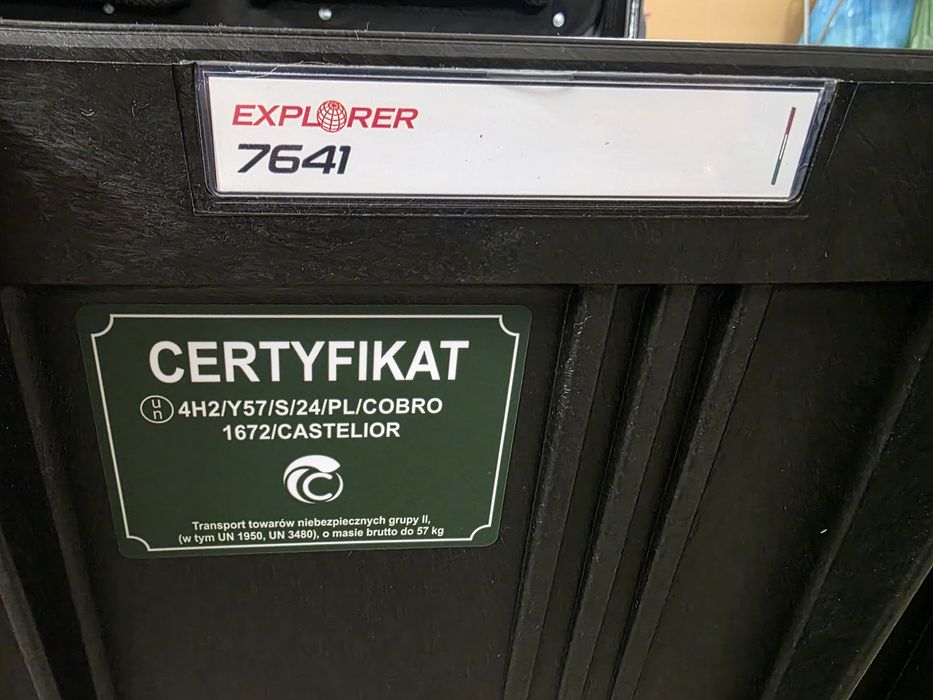 EXPLORER
7641
CERTYFIKAT
un 4H2/Y57/S/24/PL/COBRO
1672/CASTELIOR
C
Transport towarów niebezpiecznych grupy II,
(w tym UN 1950, UN 3480), o masie brutto do 57 kg